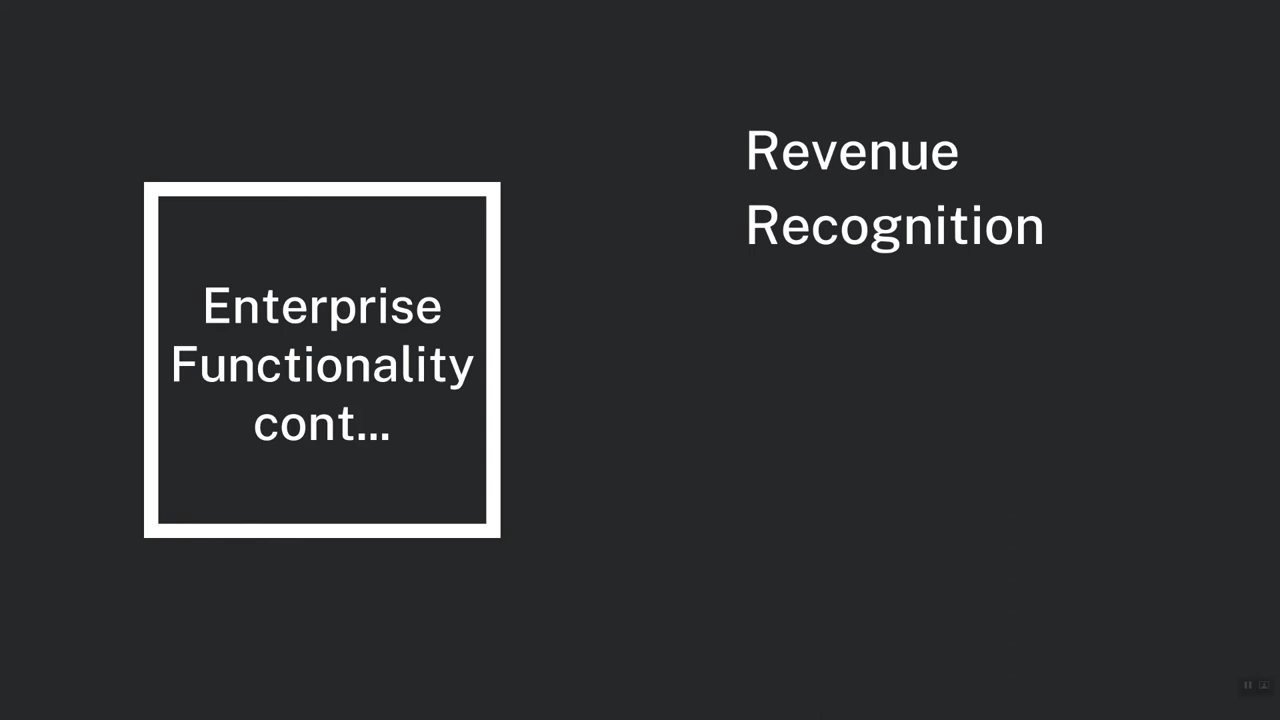 Enterprise
Functionality
cont...
Revenue
Recognition